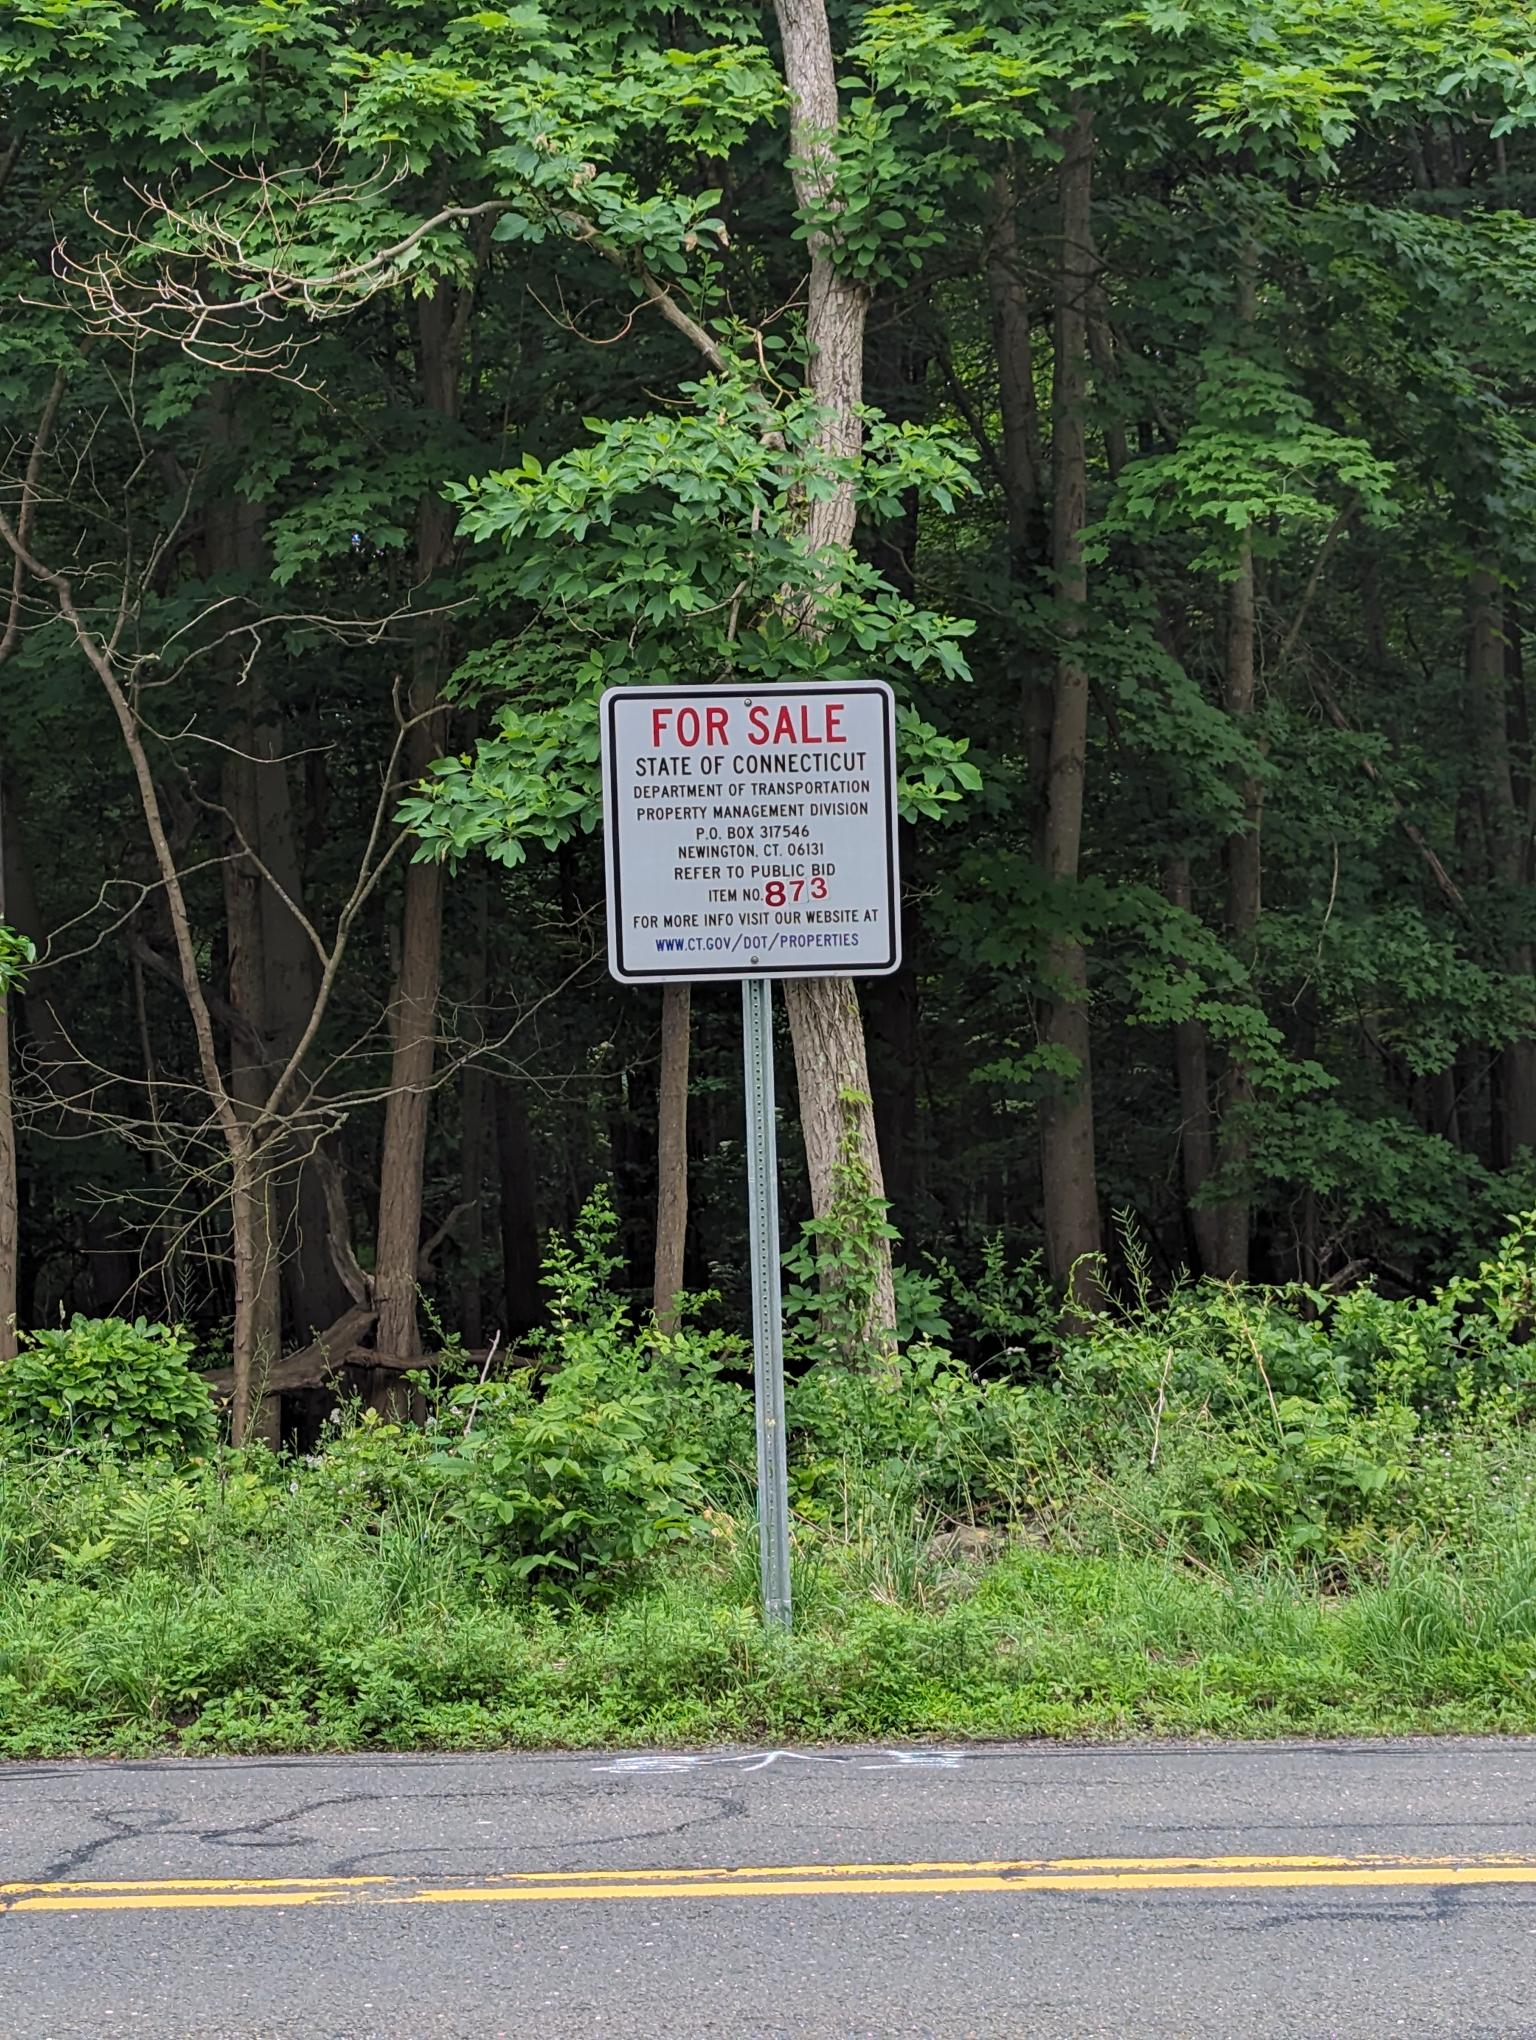 FOR SALE
STATE OF CONNECTICUT
DEPARTMENT OF TRANSPORTATION
PROPERTY MANAGEMENT DIVISION
P.O. BOX 317546
NEWINGTON, CT. 06131
REFER TO PUBLIC BID
ITEM NO. 873
FOR MORE INFO VISIT OUR WEBSITE AT
WWW.CT.GOV/DOT/PROPERTIES